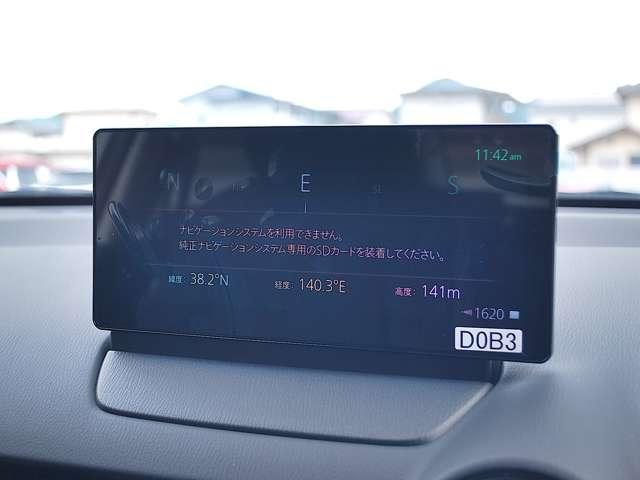 11:42am
N NE E SE S
ナビゲーションシステムを利用できません。
純正ナビゲーションシステム専用のSDカードを装着してください。
緯度: 38.2°N 経度: 140.3°E 高度: 141m
1620
D0B3